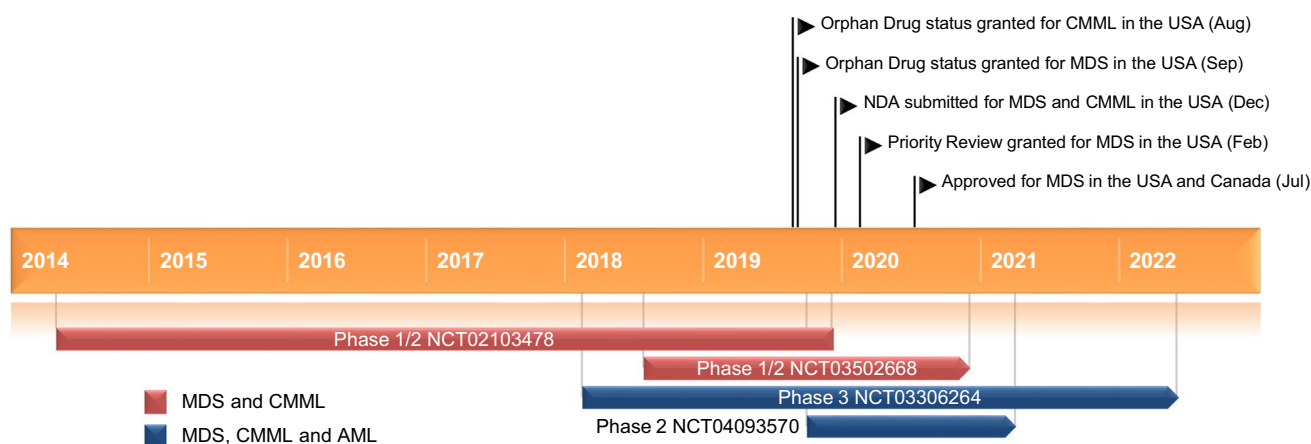 Orphan Drug status granted for CMML in the USA (Aug)
Orphan Drug status granted for MDS in the USA (Sep)
NDA submitted for MDS and CMML in the USA (Dec)
Priority Review granted for MDS in the USA (Feb)
Approved for MDS in the USA and Canada (Jul)
2014 2015 2016 2017 2018 2019 2020 2021 2022
Phase 1/2 NCT02103478
Phase 1/2 NCT03502668
Phase 3 NCT03306264
Phase 2 NCT04093570
MDS and CMML
MDS, CMML and AML